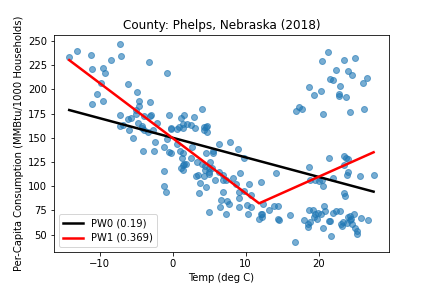 County: Phelps, Nebraska (2018)
Per-Capita Consumption (MMBtu/1000 Households)
250
225
200
175
150
125
100
75
50
PW0 (0.19)
PW1 (0.369)
−10
0
10
20
Temp (deg C)